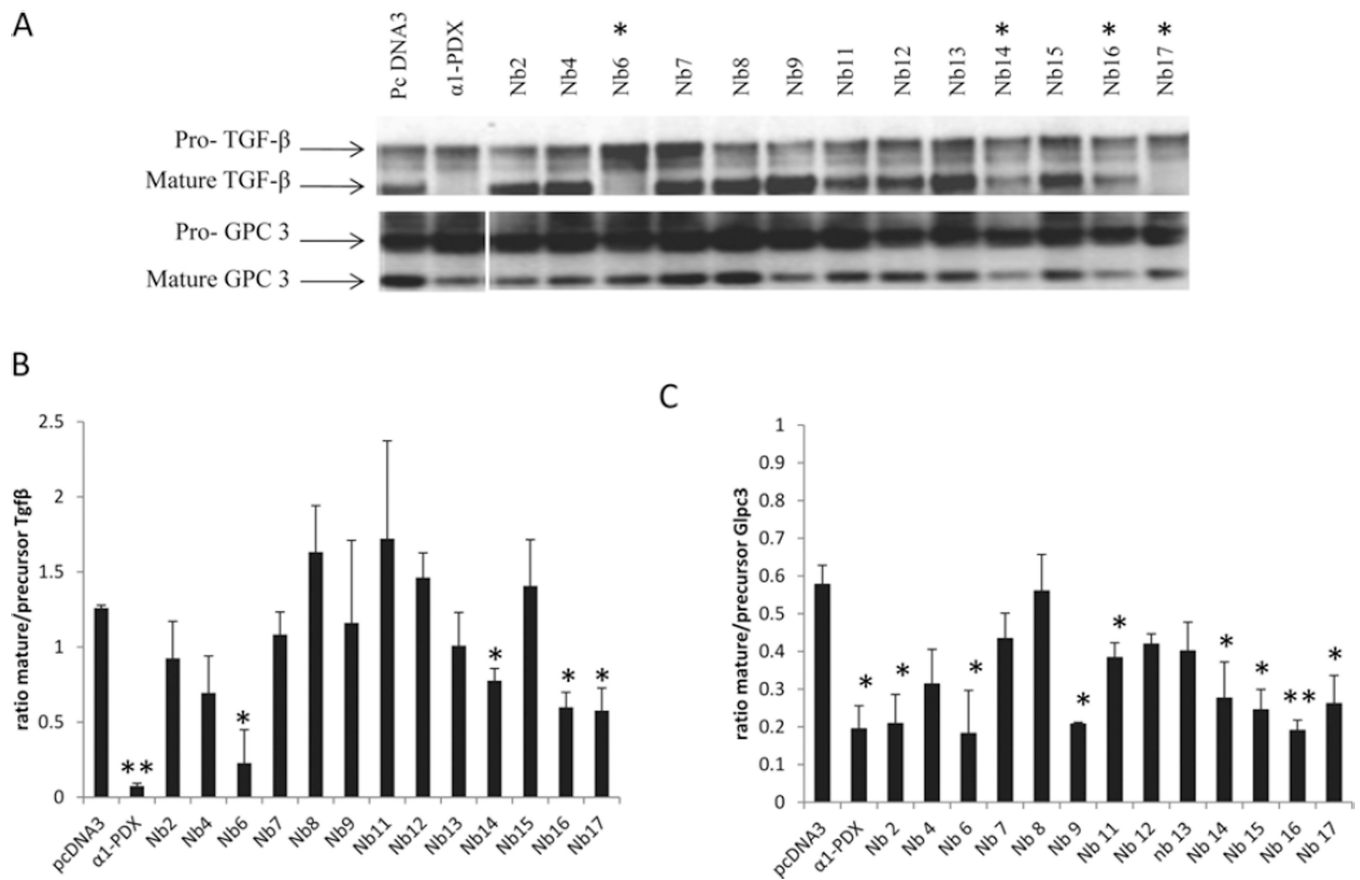 A
Pc DNA3 α1-PDX Nb2 Nb4 Nb6 Nb7 Nb8 Nb9 Nb11 Nb12 Nb13 Nb14 Nb15 Nb16 Nb17
* * * *
Pro- TGF-β
Mature TGF-β
Pro- GPC 3
Mature GPC 3
B
ratio mature/precursor Tgfβ
2.5
2
1.5
1
0.5
0
** * * * *
pcDNA3 α1-PDX Nb2 Nb4 Nb6 Nb7 Nb8 Nb9 Nb11 Nb12 Nb13 Nb14 Nb15 Nb16 Nb17
C
ratio mature/precursor Glpc3
1
0.9
0.8
0.7
0.6
0.5
0.4
0.3
0.2
0.1
0
* * * * * * * ** *
pcDNA3 α1-PDX Nb 2 Nb 4 Nb 6 Nb 7 Nb 8 Nb 9 Nb 11 Nb 12 nb 13 Nb 14 Nb 15 Nb 16 Nb 17